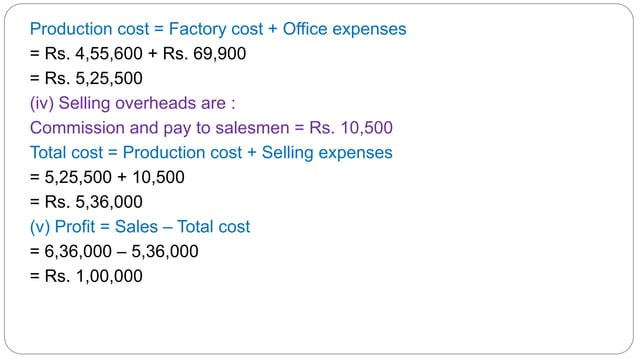 Production cost = Factory cost + Office expenses
= Rs. 4,55,600 + Rs. 69,900
= Rs. 5,25,500
(iv) Selling overheads are :
Commission and pay to salesmen = Rs. 10,500
Total cost = Production cost + Selling expenses
= 5,25,500 + 10,500
= Rs. 5,36,000
(v) Profit = Sales – Total cost
= 6,36,000 – 5,36,000
= Rs. 1,00,000